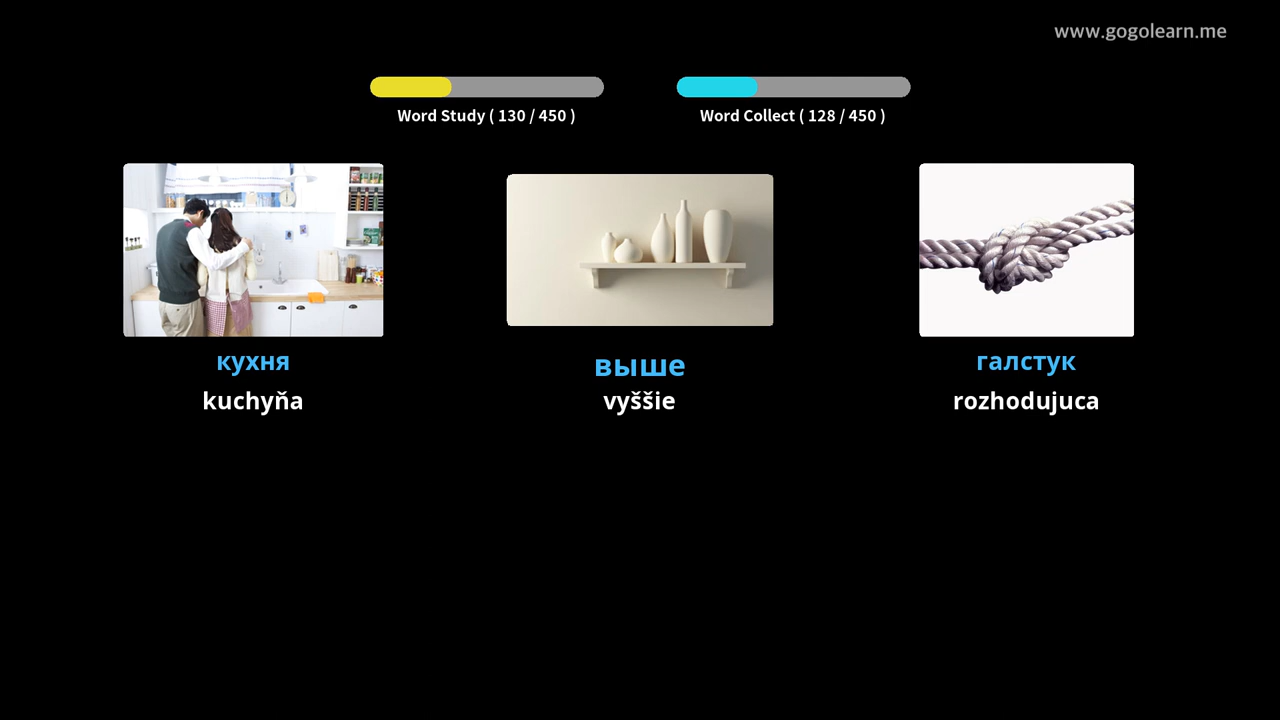 www.gogolearn.me
Word Study ( 130 / 450 )
Word Collect ( 128 / 450 )
кухня
kuchyňa
выше
vyššie
галстук
rozhodujuca